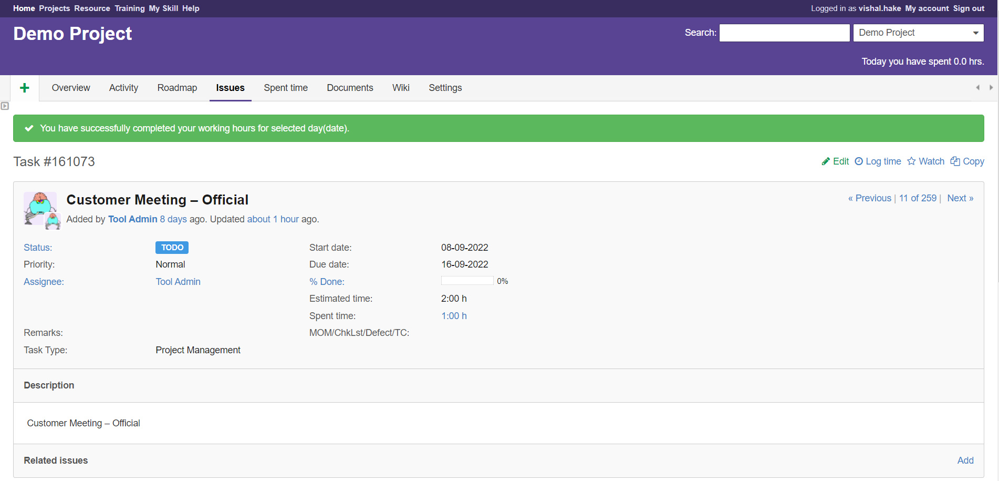 Home Projects Resource Training My Skill Help Logged in as vishal.hake My account Sign out
Demo Project Search: Demo Project
Today you have spent 0.0 hrs.
+ Overview Activity Roadmap Issues Spent time Documents Wiki Settings
You have successfully completed your working hours for selected day(date).
Task #161073 Edit Log time Watch Copy
Customer Meeting – Official « Previous | 11 of 259 | Next »
Added by Tool Admin 8 days ago. Updated about 1 hour ago.
Status: TODO Start date: 08-09-2022
Priority: Normal Due date: 16-09-2022
Assignee: Tool Admin % Done: 0%
Estimated time: 2:00 h
Spent time: 1:00 h
Remarks: MOM/ChkLst/Defect/TC:
Task Type: Project Management
Description
Customer Meeting – Official
Related issues Add